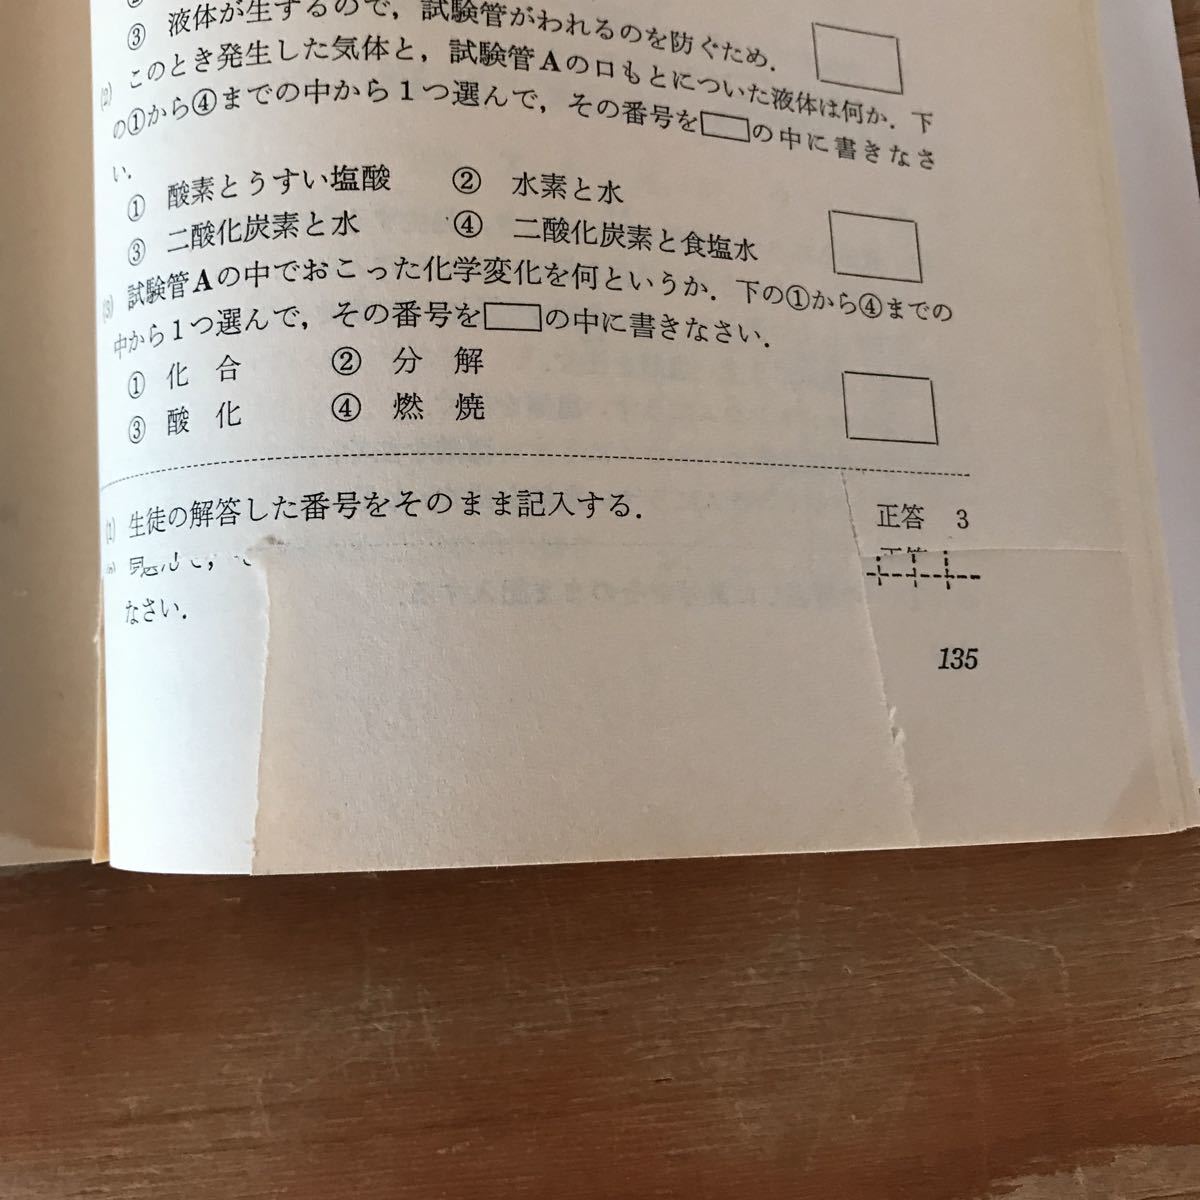 ③ 液体が生ずるので，試験管がわれるのを防ぐため．
(2) このとき発生した気体と，試験管Aの口もとについた液体は何か．下
の①から④までの中から1つ選んで，その番号を□の中に書きなさ
い．
① 酸素とうすい塩酸 ② 水素と水
③ 二酸化炭素と水 ④ 二酸化炭素と食塩水
(3) 試験管Aの中でおこった化学変化を何というか．下の①から④までの
中から1つ選んで，その番号を□の中に書きなさい．
① 化合 ② 分解
③ 酸化 ④ 燃焼
(1) 生徒の解答した番号をそのまま記入する． 正答 3
なさい．
135